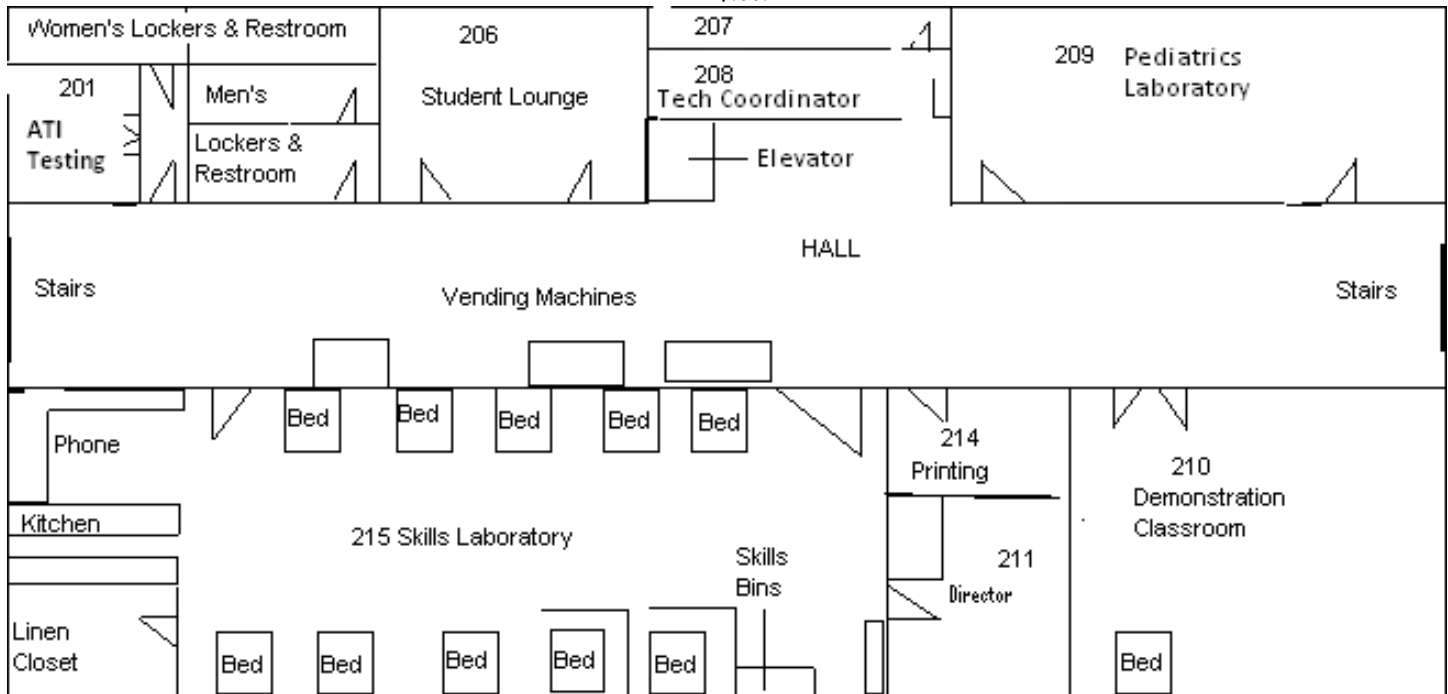 Women's Lockers & Restroom
206
207
209 Pediatrics
Laboratory
201
Men's
Student Lounge
208
Tech Coordinator
ATI
Testing
Lockers &
Restroom
Elevator
HALL
Stairs
Vending Machines
Stairs
Bed
Bed
Bed
Bed
Bed
Phone
214
Printing
210
Demonstration
Classroom
Kitchen
215 Skills Laboratory
Skills
Bins
211
Director
Linen
Closet
Bed
Bed
Bed
Bed
Bed
Bed